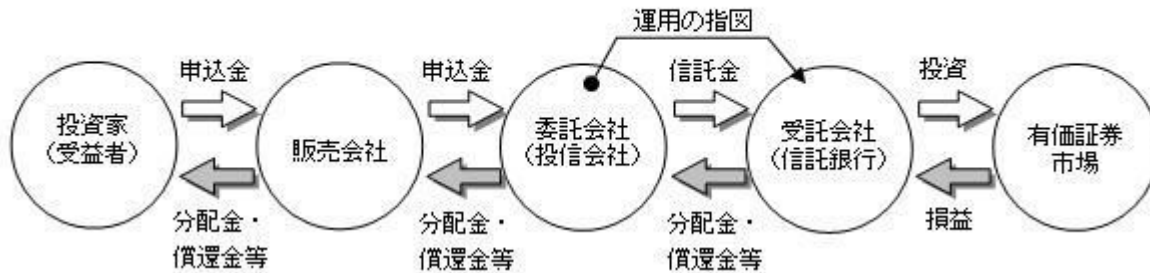 運用の指図
申込金
申込金
信託金
投資
投資家
（受益者）
販売会社
委託会社
（投信会社）
受託会社
（信託銀行）
有価証券
市場
分配金・
償還金等
分配金・
償還金等
分配金・
償還金等
損益